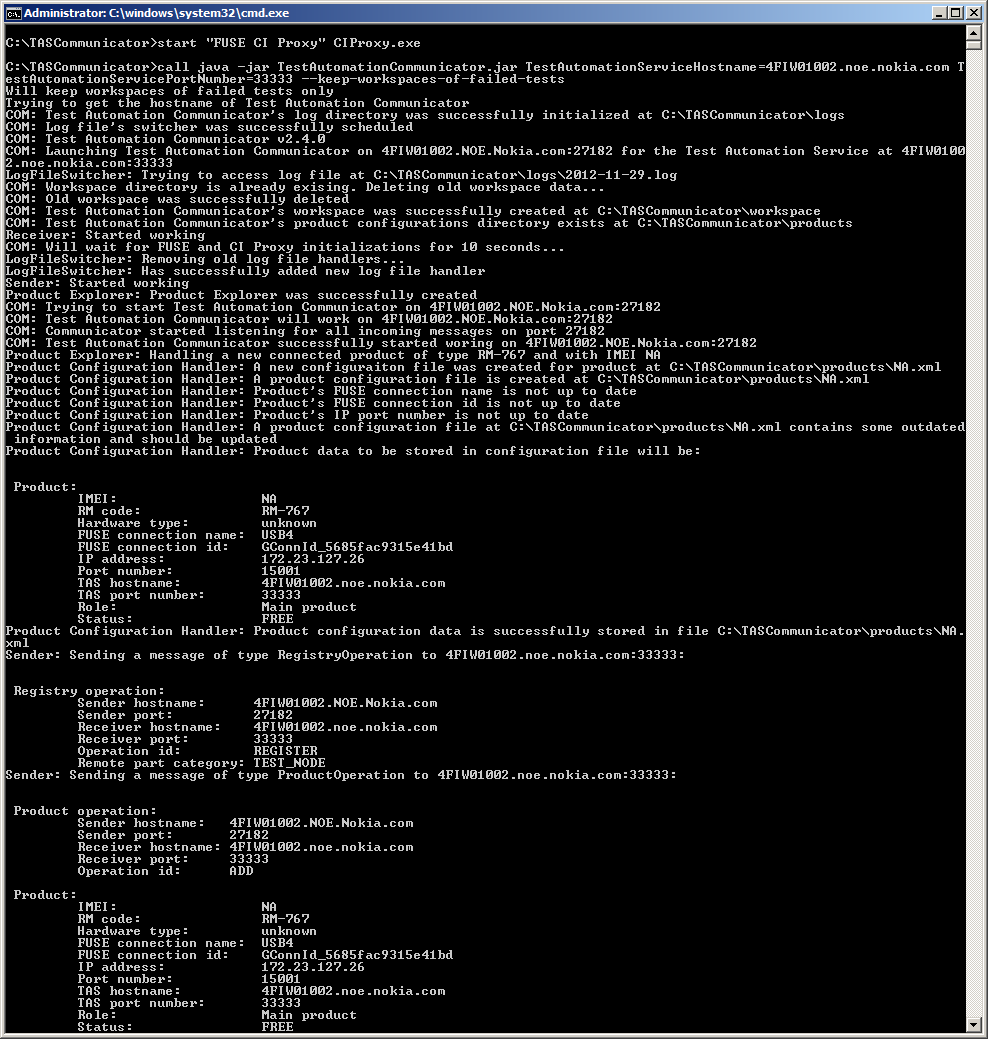 Administrator: C:\windows\system32\cmd.exe
C:\TASCommunicator>start "FUSE CI Proxy" CIProxy.exe
C:\TASCommunicator>call java -jar TestAutomationCommunicator.jar TestAutomationServiceHostname=4FIW01002.noe.nokia.com T
estAutomationServicePortNumber=33333 --keep-workspaces-of-failed-tests
Will keep workspaces of failed tests only
Trying to get the hostname of Test Automation Communicator
COM: Test Automation Communicator's log directory was successfully initialized at C:\TASCommunicator\logs
COM: Log file's switcher was successfully scheduled
COM: Test Automation Communicator v2.4.0
COM: Launching Test Automation Communicator on 4FIW01002.NOE.Nokia.com:27182 for the Test Automation Service at 4FIW0100
2.noe.nokia.com:33333
LogFileSwitcher: Trying to access log file at C:\TASCommunicator\logs\2012-11-29.log
COM: Workspace directory is already exising. Deleting old workspace data...
COM: Old workspace was successfully deleted
COM: Test Automation Communicator's workspace was successfully created at C:\TASCommunicator\workspace
COM: Test Automation Communicator's product configurations directory exists at C:\TASCommunicator\products
Receiver: Started working
COM: Will wait for FUSE and CI Proxy initializations for 10 seconds...
LogFileSwitcher: Removing old log file handlers...
LogFileSwitcher: Has successfully added new log file handler
Sender: Started working
Product Explorer: Product Explorer was successfully created
COM: Trying to start Test Automation Communicator on 4FIW01002.NOE.Nokia.com:27182
COM: Test Automation Communicator will work on 4FIW01002.NOE.Nokia.com:27182
COM: Communicator started listening for all incoming messages on port 27182
COM: Test Automation Communicator successfully started woring on 4FIW01002.NOE.Nokia.com:27182
Product Explorer: Handling a new connected product of type RM-767 and with IMEI NA
Product Configuration Handler: A new configuraiton file was created for product at C:\TASCommunicator\products\NA.xml
Product Configuration Handler: A product configuration file is created at C:\TASCommunicator\products\NA.xml
Product Configuration Handler: Product's FUSE connection name is not up to date
Product Configuration Handler: Product's FUSE connection id is not up to date
Product Configuration Handler: Product's IP port number is not up to date
Product Configuration Handler: A product configuration file at C:\TASCommunicator\products\NA.xml contains some outdated
information and should be updated
Product Configuration Handler: Product data to be stored in configuration file will be:
Product:
IMEI: NA
RM code: RM-767
Hardware type: unknown
FUSE connection name: USB4
FUSE connection id: GConnId_5685fac9315e41bd
IP address: 172.23.127.26
Port number: 15001
TAS hostname: 4FIW01002.noe.nokia.com
TAS port number: 33333
Role: Main product
Status: FREE
Product Configuration Handler: Product configuration data is successfully stored in file C:\TASCommunicator\products\NA.
xml
Sender: Sending a message of type RegistryOperation to 4FIW01002.noe.nokia.com:33333:
Registry operation:
Sender hostname: 4FIW01002.NOE.Nokia.com
Sender port: 27182
Receiver hostname: 4FIW01002.noe.nokia.com
Receiver port: 33333
Operation id: REGISTER
Remote part category: TEST_NODE
Sender: Sending a message of type ProductOperation to 4FIW01002.noe.nokia.com:33333:
Product operation:
Sender hostname: 4FIW01002.NOE.Nokia.com
Sender port: 27182
Receiver hostname: 4FIW01002.noe.nokia.com
Receiver port: 33333
Operation id: ADD
Product:
IMEI: NA
RM code: RM-767
Hardware type: unknown
FUSE connection name: USB4
FUSE connection id: GConnId_5685fac9315e41bd
IP address: 172.23.127.26
Port number: 15001
TAS hostname: 4FIW01002.noe.nokia.com
TAS port number: 33333
Role: Main product
Status: FREE